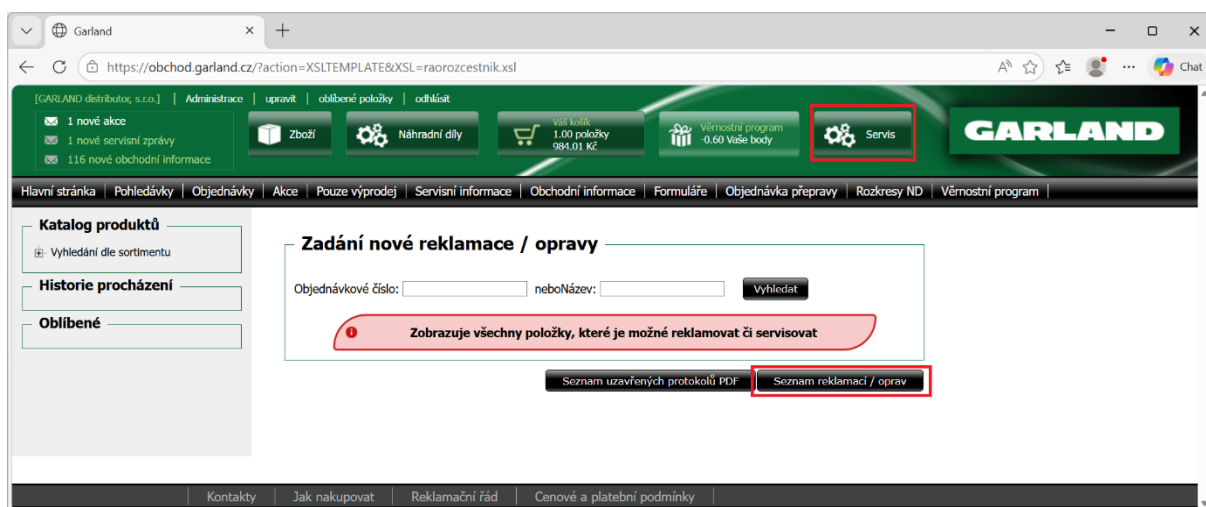 Garland
https://obchod.garland.cz/?action=XSLTEMPLATE&XSL=raorozcestnik.xsl
Chat
[GARLAND distributor, s.r.o.] | Administrace | upravit | oblíbené položky | odhlásit
1 nové akce
1 nové servisní zprávy
116 nové obchodní informace
Zboží
Náhradní díly
Váš košík
1.00 položky
984.01 Kč
Věrnostní program
-0.60 Vaše body
Servis
GARLAND
Hlavní stránka | Pohledávky | Objednávky | Akce | Pouze výprodej | Servisní informace | Obchodní informace | Formuláře | Objednávka přepravy | Rozkresy ND | Věrnostní program |
Katalog produktů
Vyhledání dle sortimentu
Historie procházení
Oblíbené
Zadání nové reklamace / opravy
Objednávkové číslo: neboNázev: Vyhledat
Zobrazuje všechny položky, které je možné reklamovat či servisovat
Seznam uzavřených protokolů PDF Seznam reklamací / oprav
Kontakty | Jak nakupovat | Reklamační řád | Cenové a platební podmínky |